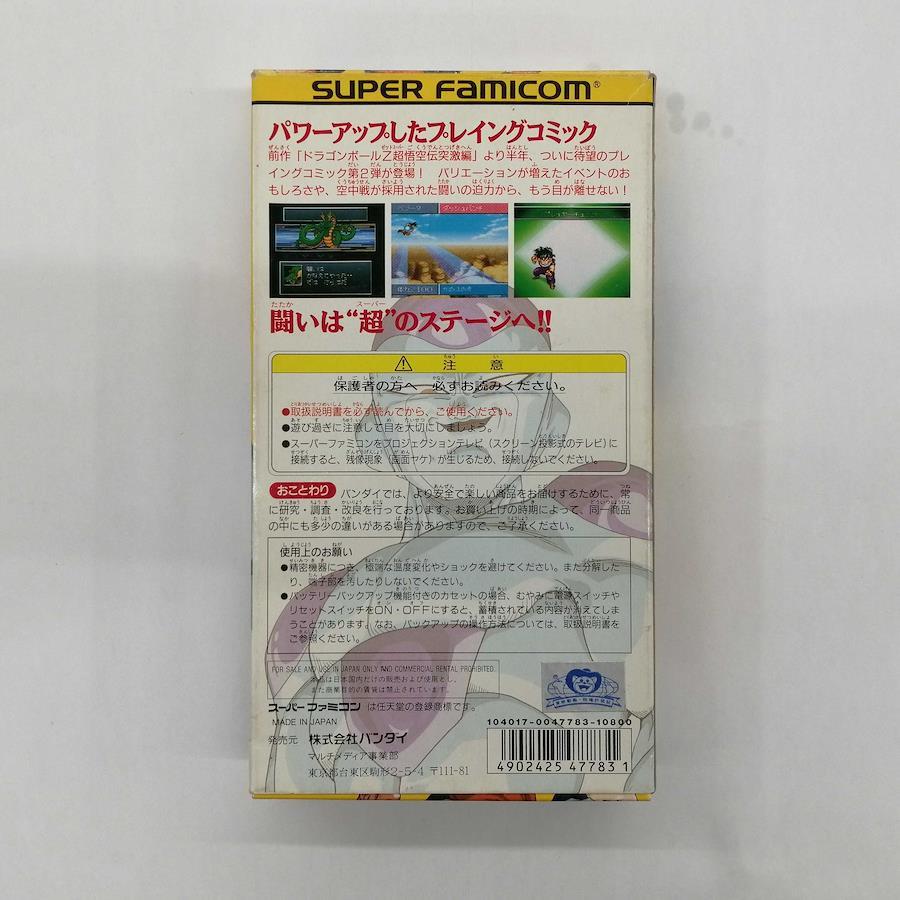 SUPER FAMICOM®
パワーアップしたプレイングコミック
前作「ドラゴンボールZ超悟空伝突激編」より半年、ついに待望のプレ
イングコミック第2弾が登場! バリエーションが増えたイベントのお
もしろさや、空中戦が採用された闘いの迫力から、もう目が離せない!
ダッシュパンチ
闘いは“超”のステージへ!!
注 意
保護者の方へ 必ずお読みください。
●取扱説明書を必ず読んでから、ご使用ください。
●遊び過ぎに注意して目を大切にしましょう。
●スーパーファミコンをプロジェクションテレビ(スクリーン投影式のテレビ)に
接続すると、残像現象(画面ヤケ)が生じるため、接続しないでください。
おことわり バンダイでは、より安全で楽しい商品をお届けするために、常
に研究・調査・改良を行っております。お買い上げの時期によって、同一商品
の中にも多少の違いがある場合がありますので、ご了承ください。
使用上のお願い
●精密機器につき、極端な温度変化やショックを避けてください。また分解した
り、端子部を汚したりしないでください。
●バッテリーバックアップ機能付きのカセットの場合、むやみに電源スイッチや
リセットスイッチをON・OFFにすると、蓄積されている内容が消えてしま
うことがあります。なお、バックアップの操作方法については、取扱説明書を
ご参照ください。
FOR SALE AND USE IN JAPAN ONLY AND COMMERCIAL RENTAL PROHIBITED.
本品は日本国内だけの販売および使用とし、
また商業目的の賃貸は禁止されています。
スーパーファミコン は任天堂の登録商標です。
MADE IN JAPAN
発売元 株式会社バンダイ
マルチメディア事業部
東京都台東区駒形2-5-4 〒111-81
104017-0047783-10800
4902425 477831